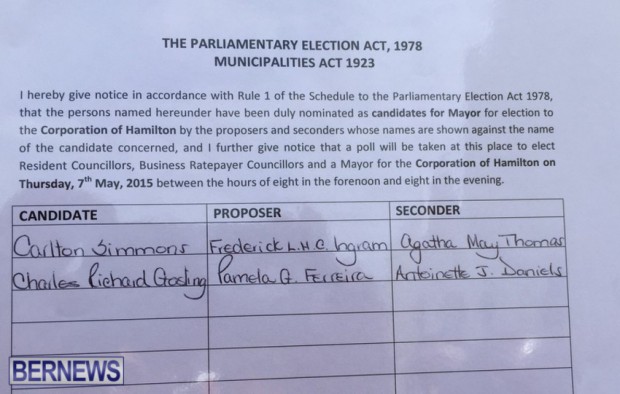 THE PARLIAMENTARY ELECTION ACT, 1978
MUNICIPALITIES ACT 1923
I hereby give notice in accordance with Rule 1 of the Schedule to the Parliamentary Election Act 1978,
that the persons named hereunder have been duly nominated as candidates for Mayor for election to
the Corporation of Hamilton by the proposers and seconders whose names are shown against the name
of the candidate concerned, and I further give notice that a poll will be taken at this place to elect
Resident Councillors, Business Ratepayer Councillors and a Mayor for the Corporation of Hamilton on
Thursday, 7th May, 2015 between the hours of eight in the forenoon and eight in the evening.
CANDIDATE PROPOSER SECONDER
Carlton Simmons Frederick L.H.C. Ingram Agatha May Thomas
Charles Richard Gosling Pamela G. Ferreira Antoinette J. Daniels
BERNEWS